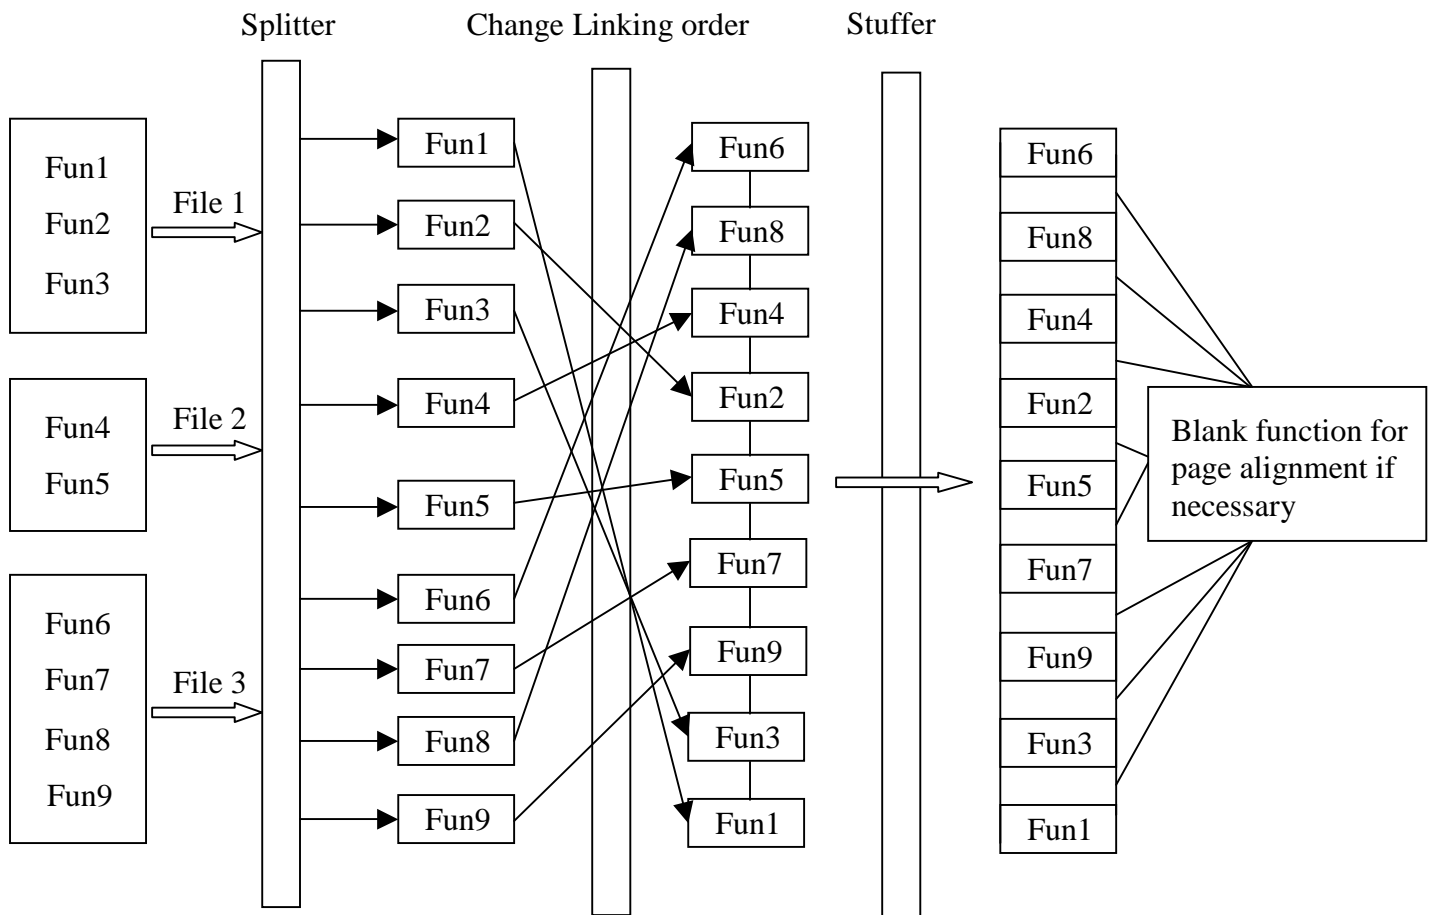 Splitter
Change Linking order
Stuffer
Fun1
Fun2
Fun3
File 1
Fun4
Fun5
File 2
Fun6
Fun7
Fun8
Fun9
File 3
Fun1
Fun2
Fun3
Fun4
Fun5
Fun6
Fun7
Fun8
Fun9
Fun6
Fun8
Fun4
Fun2
Fun5
Fun7
Fun9
Fun3
Fun1
Fun6
Fun8
Fun4
Fun2
Fun5
Fun7
Fun9
Fun3
Fun1
Blank function for
page alignment if
necessary